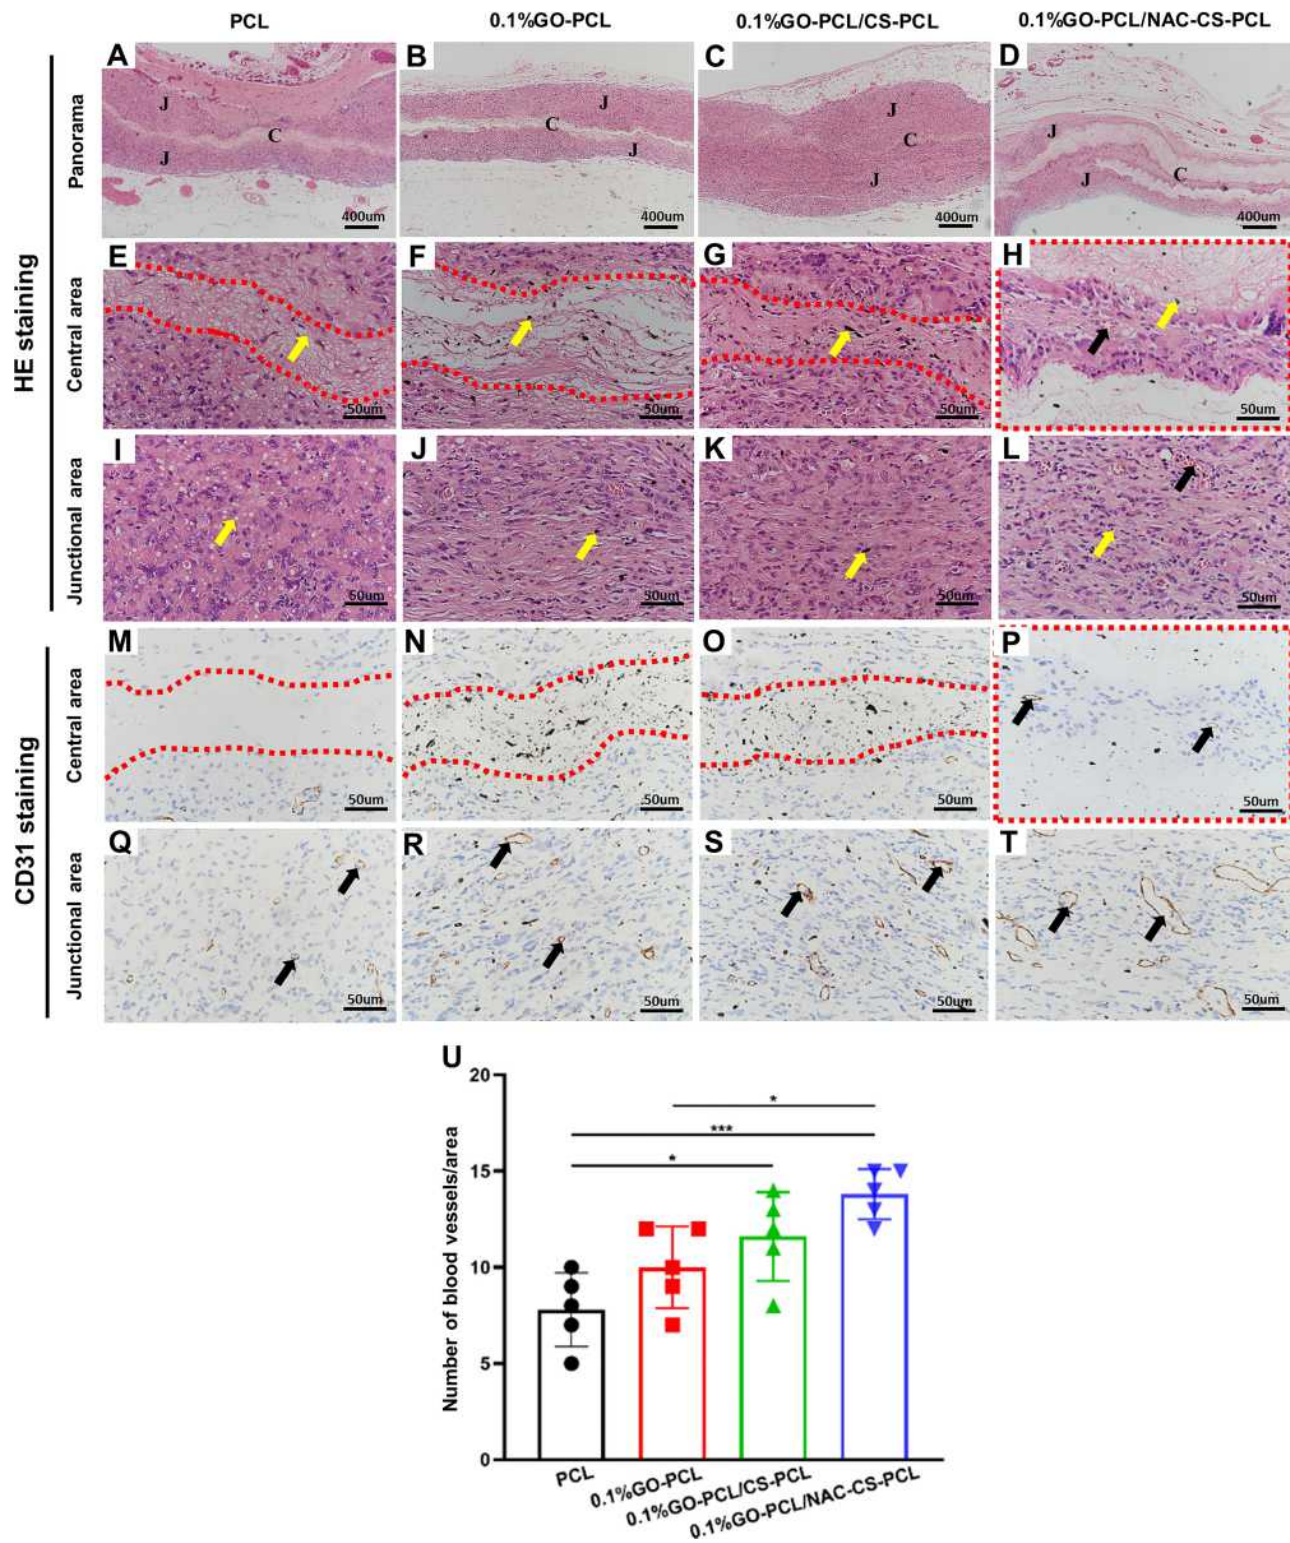 PCL 0.1%GO-PCL 0.1%GO-PCL/CS-PCL 0.1%GO-PCL/NAC-CS-PCL
HE staining
Panorama
A J C J 400um
B J C J 400um
C J C J 400um
D J C J 400um
Central area
E 50um
F 50um
G 50um
H 50um
Junctional area
I 50um
J 50um
K 50um
L 50um
CD31 staining
Central area
M 50um
N 50um
O 50um
P 50um
Junctional area
Q 50um
R 50um
S 50um
T 50um
U
Number of blood vessels/area
20
15
10
5
0
*
***
*
PCL
0.1%GO-PCL
0.1%GO-PCL/CS-PCL
0.1%GO-PCL/NAC-CS-PCL